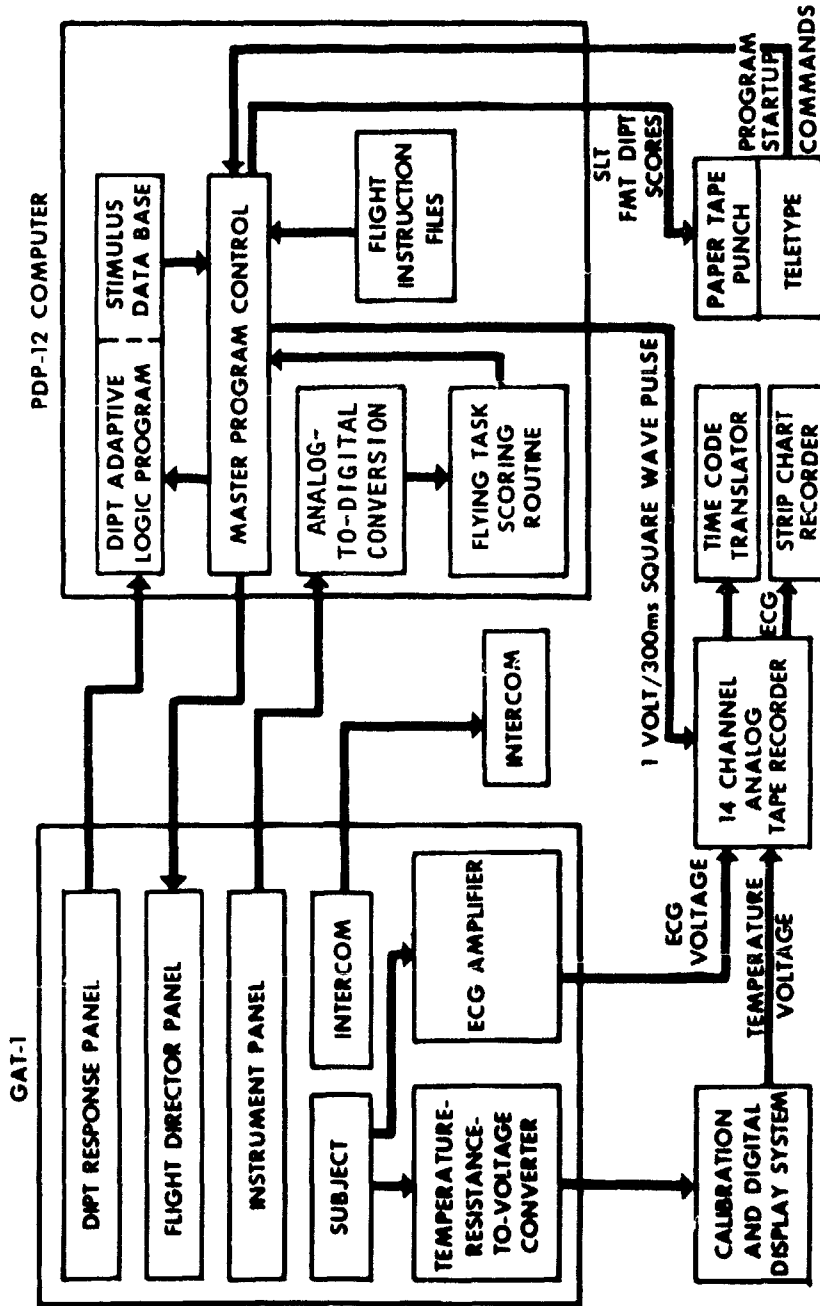 GAT-1
DIPT RESPONSE PANEL
FLIGHT DIRECTOR PANEL
INSTRUMENT PANEL
SUBJECT
INTERCOM
TEMPERATURE-
RESISTANCE-
TO-VOLTAGE
CONVERTER
ECG AMPLIFIER
INTERCOM
PDP-12 COMPUTER
DIPT ADAPTIVE
LOGIC PROGRAM
STIMULUS
DATA BASE
MASTER PROGRAM CONTROL
ANALOG-
TO-DIGITAL
CONVERSION
FLIGHT
INSTRUCTION
FILES
FLYING TASK
SCORING
ROUTINE
CALIBRATION
AND DIGITAL
DISPLAY SYSTEM
ECG
VOLTAGE
TEMPERATURE
VOLTAGE
14 CHANNEL
ANALOG
TAPE RECORDER
1 VOLT/300ms SQUARE WAVE PULSE
ECG
TIME CODE
TRANSLATOR
STRIP CHART
RECORDER
SLT
FMT DIPT
SCORES
PAPER TAPE
PUNCH
TELETYPE
PROGRAM
STARTUP
COMMANDS